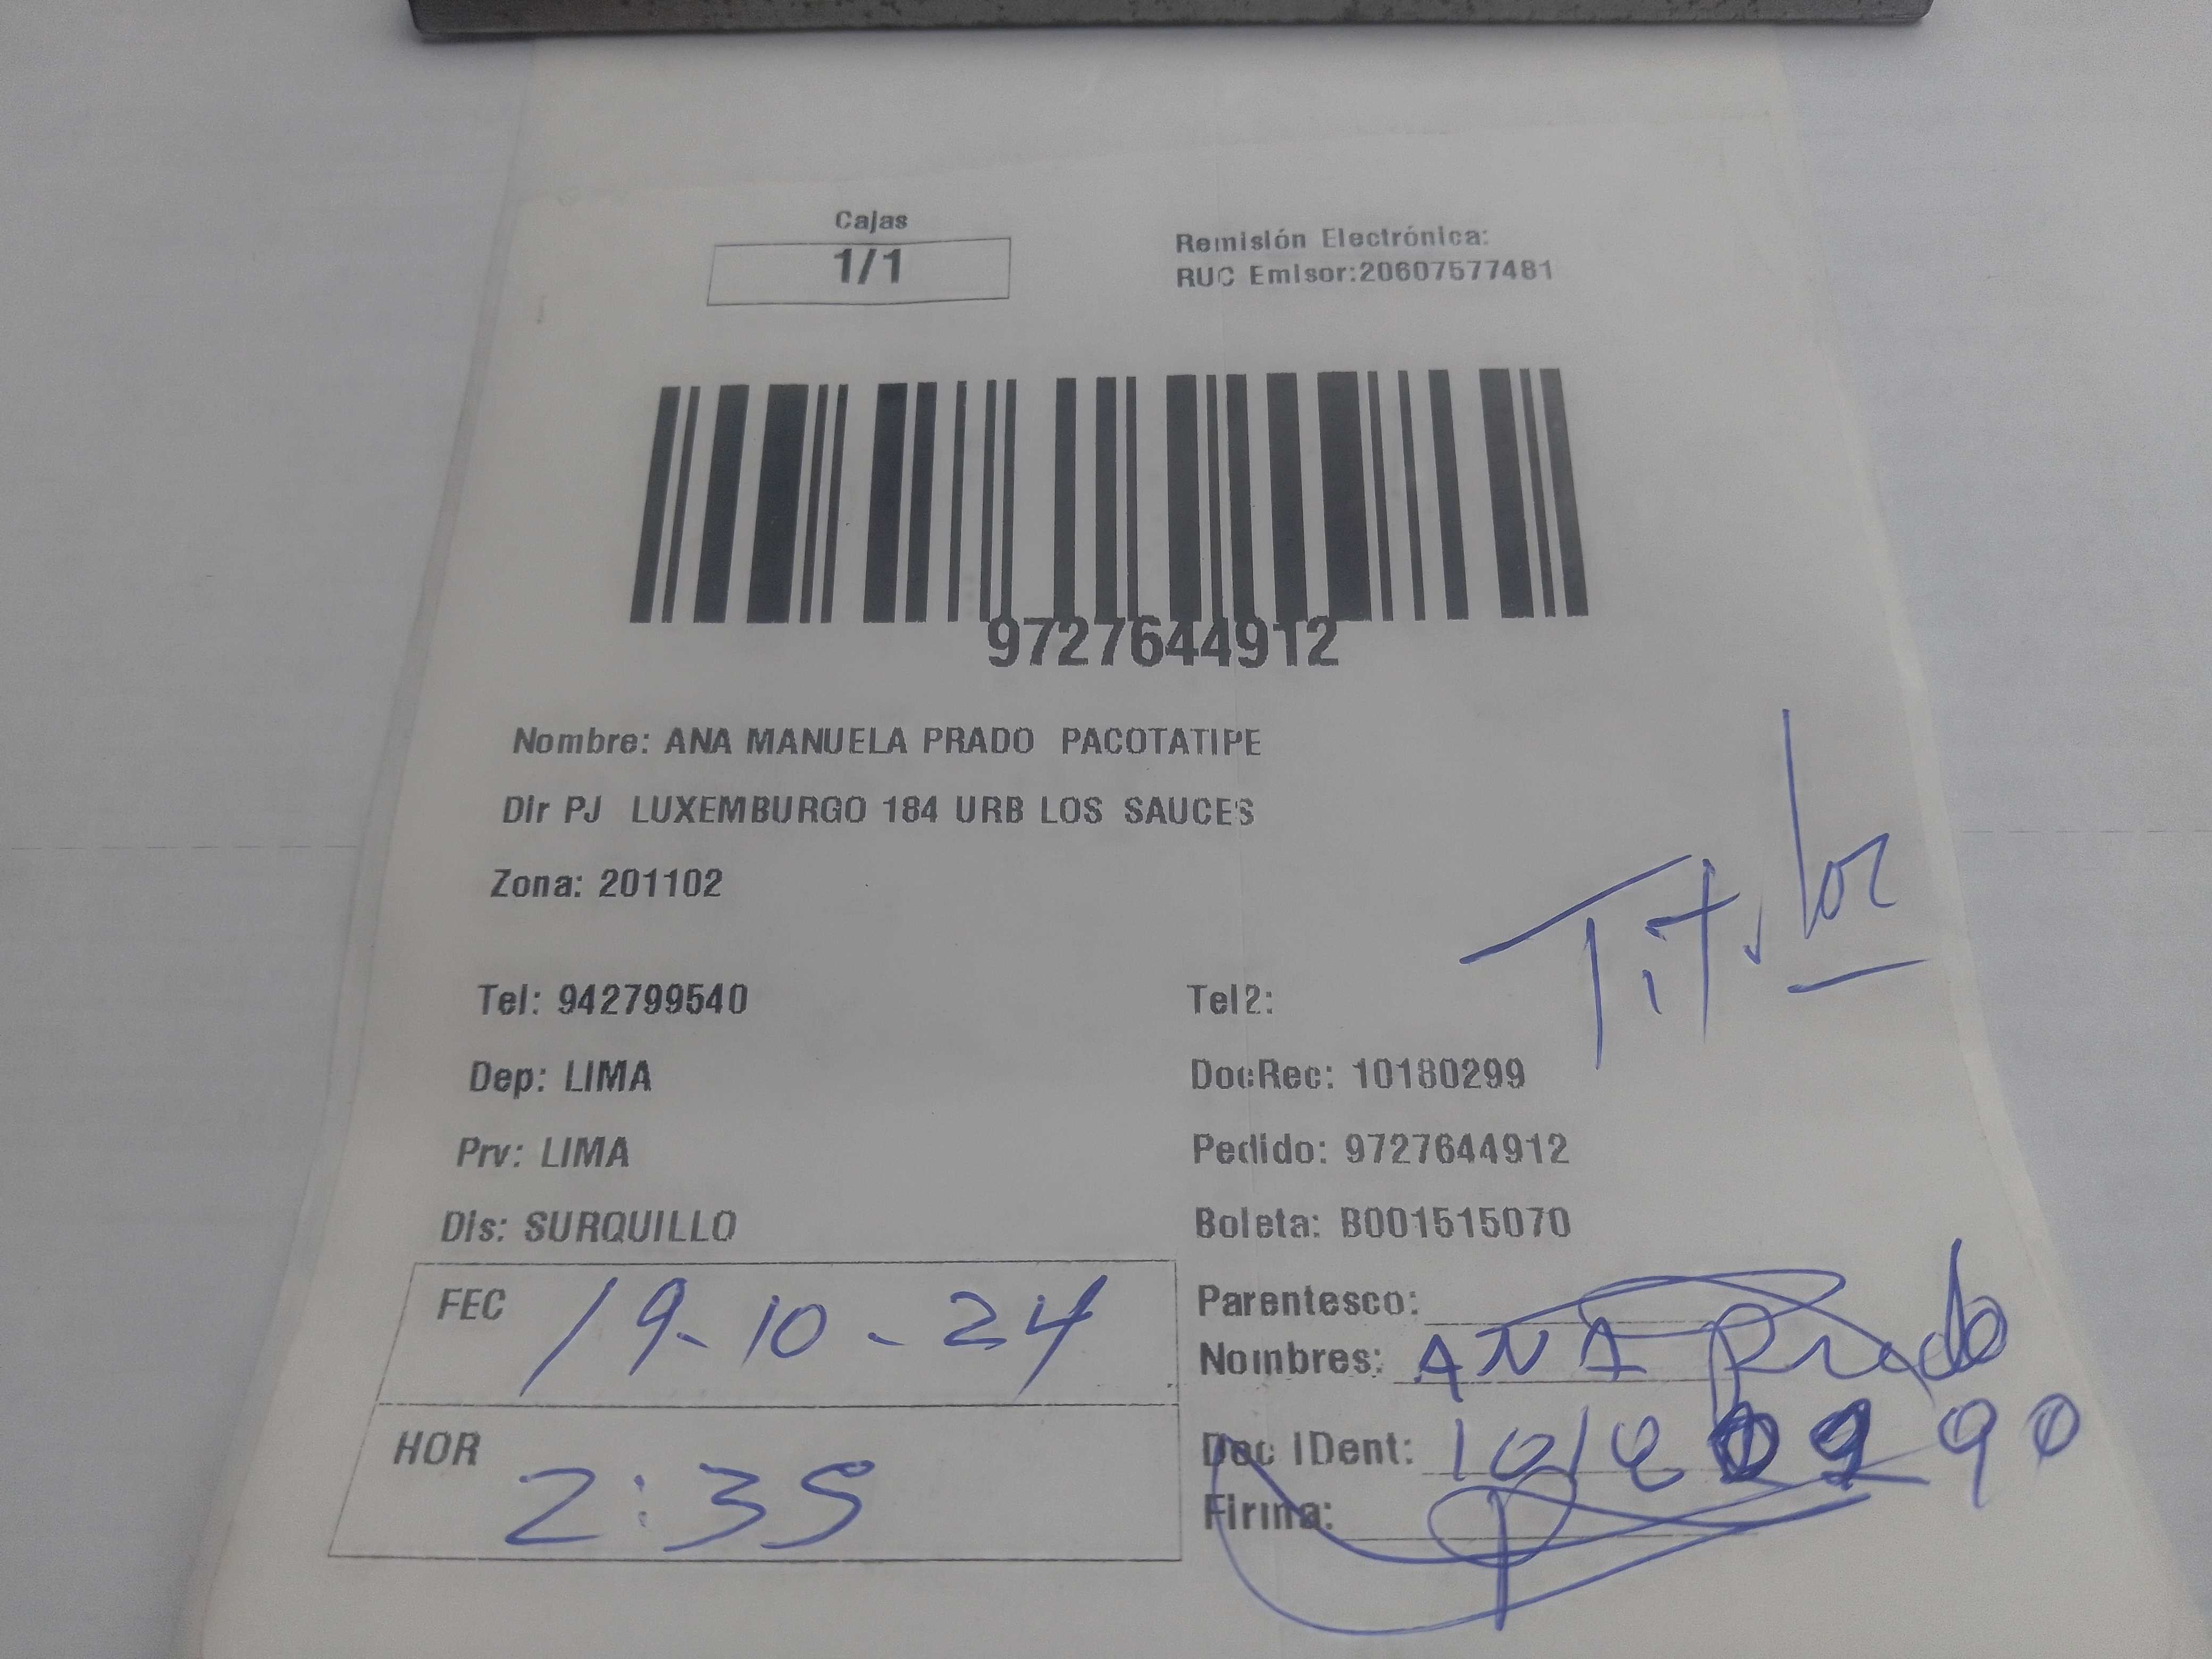 Cajas
1/1
Remisión Electrónica:
RUC Emisor:20607577481
9727644912
Nombre: ANA MANUELA PRADO PACOTATIPE
Dir PJ LUXEMBURGO 184 URB LOS SAUCES
Zona: 201102
Titular
Tel: 942799540
Tel2:
Dep: LIMA
DocRec: 10180299
Prv: LIMA
Pedido: 9727644912
Dis: SURQUILLO
Boleta: B001515070
FEC 19-10-24
Parentesco:
Nombres: ANA Prado
HOR 2:35
Doc IDent:
Firma: